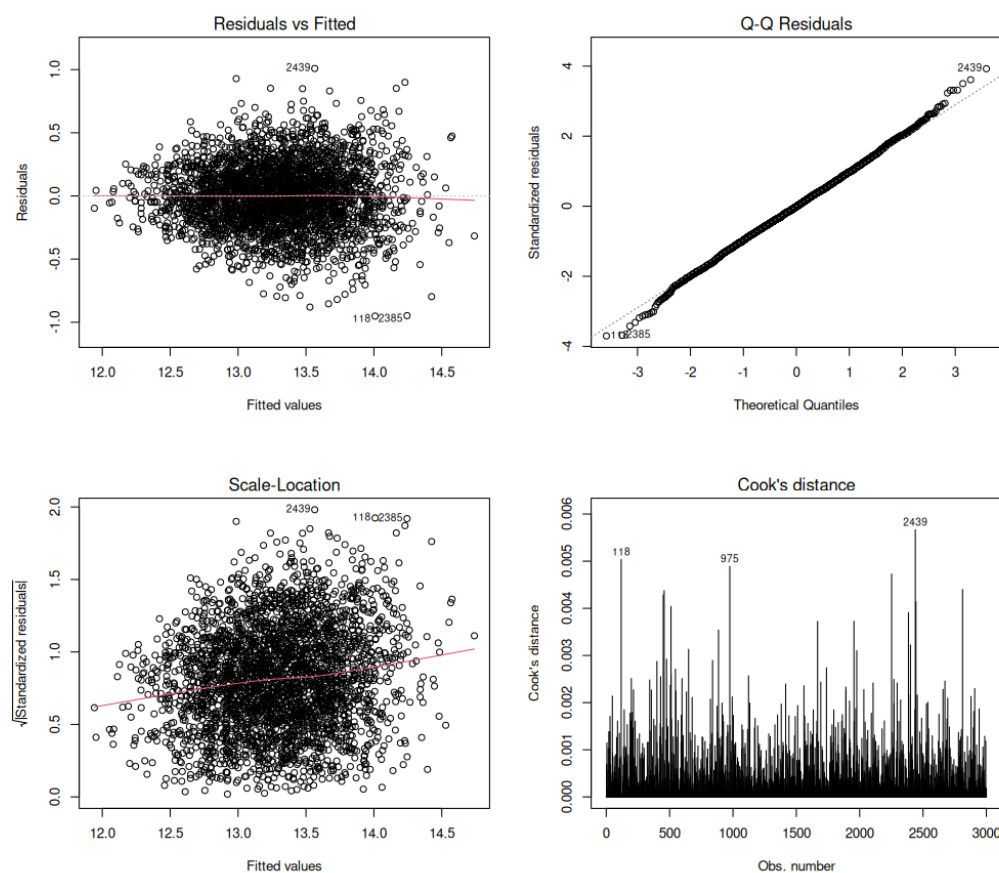 Residuals vs Fitted
Residuals
1.0
0.5
0.0
-0.5
-1.0
2439
118
2385
12.0 12.5 13.0 13.5 14.0 14.5
Fitted values
Q-Q Residuals
Standardized residuals
4
2
0
-2
-4
2439
118
2385
-3 -2 -1 0 1 2 3
Theoretical Quantiles
Scale-Location
√|Standardized residuals|
2.0
1.5
1.0
0.5
0.0
2439
118
2385
12.0 12.5 13.0 13.5 14.0 14.5
Fitted values
Cook's distance
Cook's distance
0.006
0.005
0.004
0.003
0.002
0.001
0.000
2439
118
975
0 500 1000 1500 2000 2500 3000
Obs. number